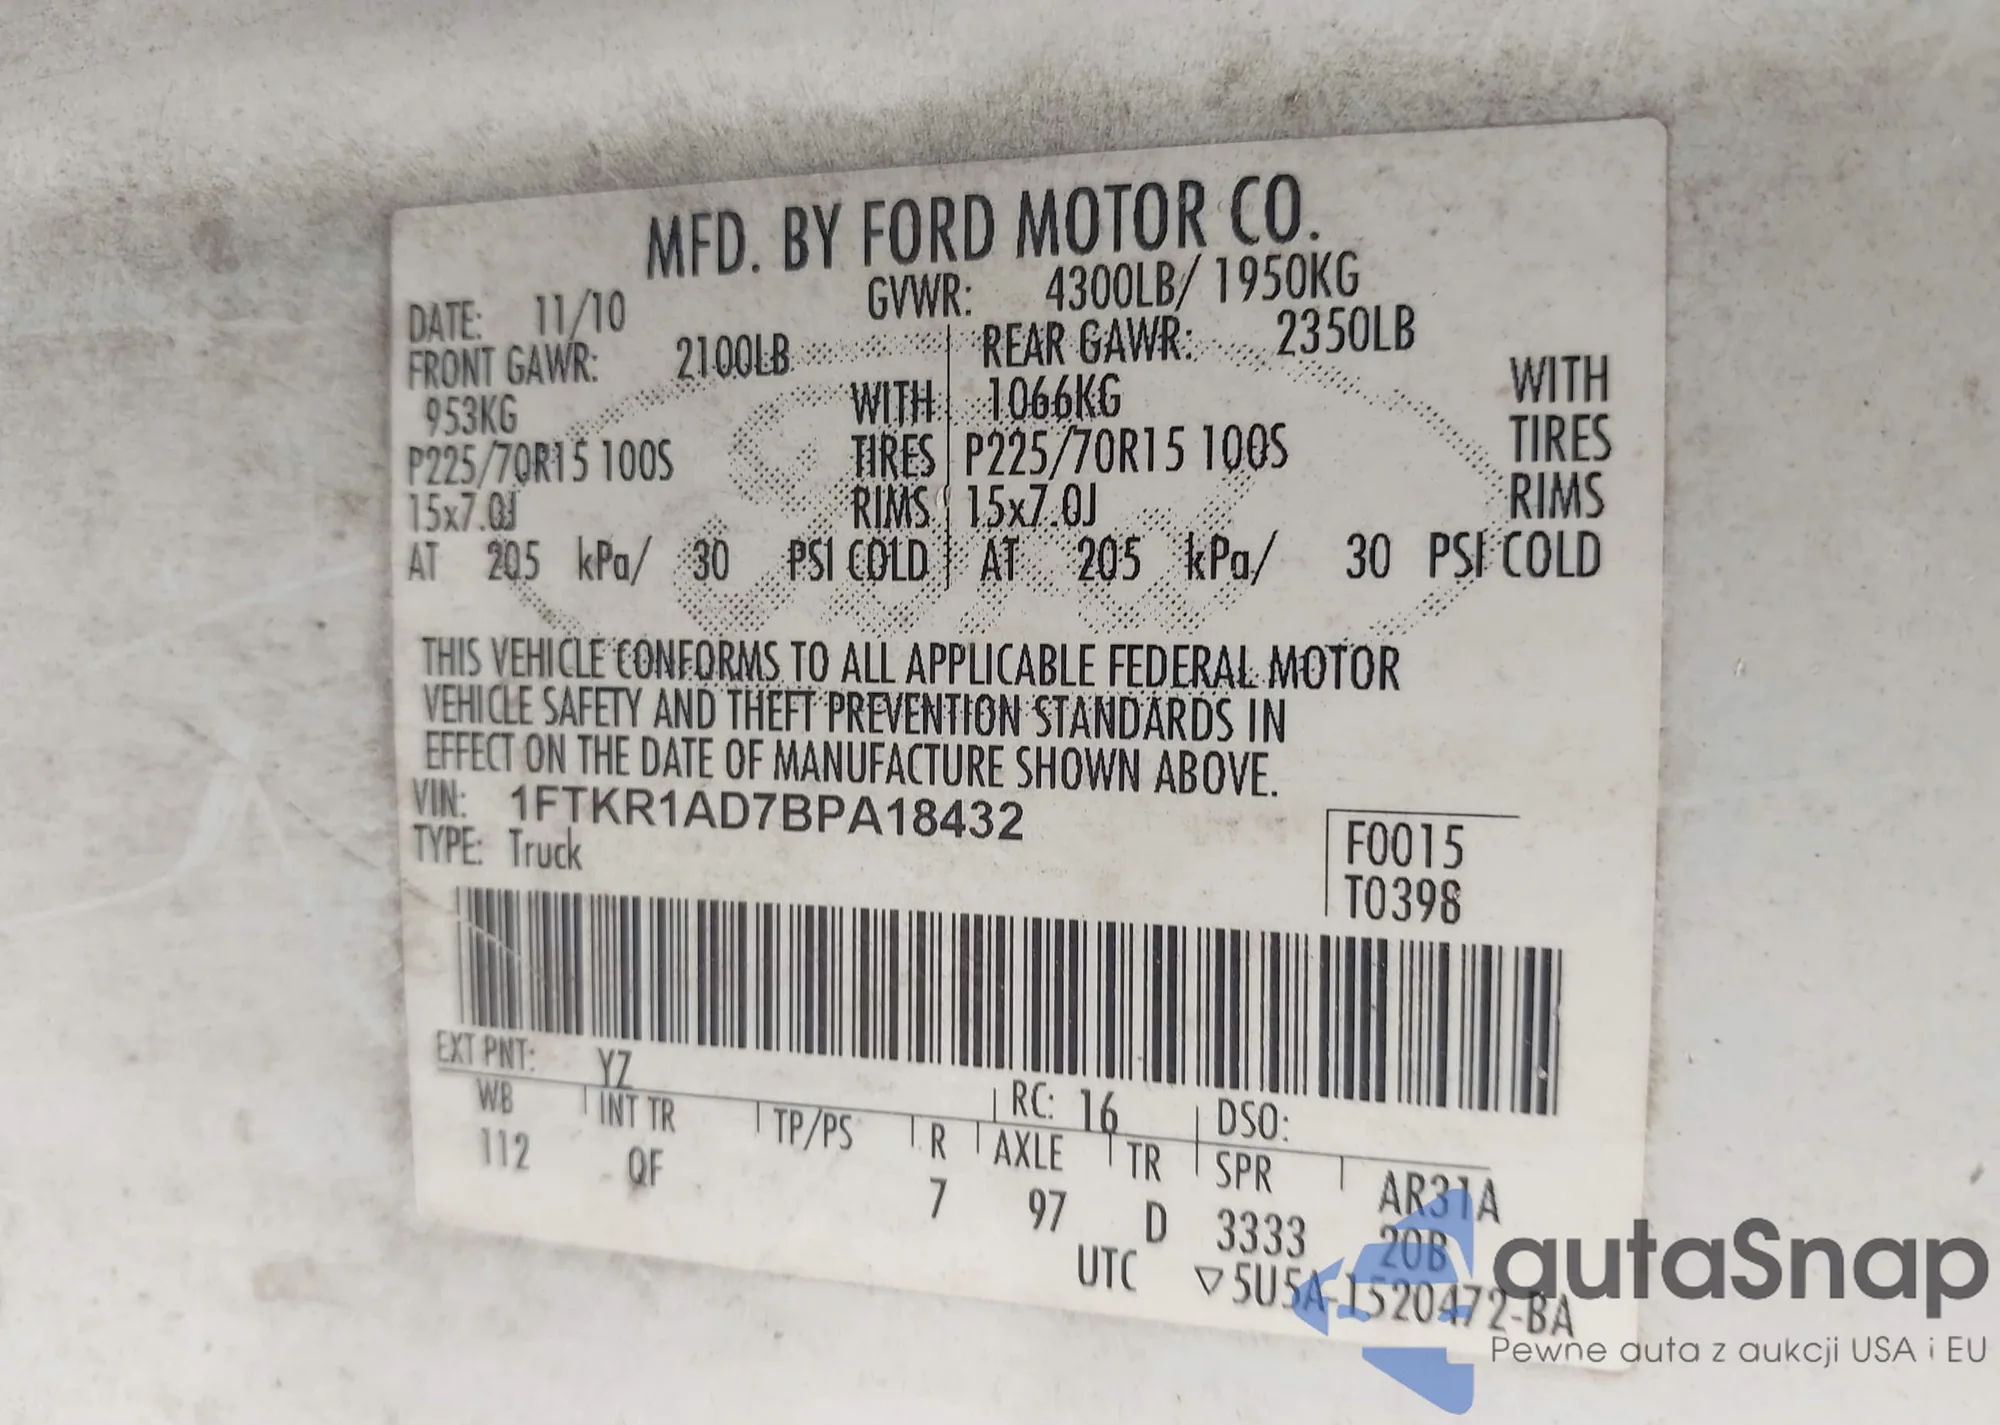 MFD. BY FORD MOTOR CO.
DATE: 11/10 GVWR: 4300LB/ 1950KG
FRONT GAWR: 2100LB REAR GAWR: 2350LB
953KG WITH 1066KG WITH
P225/70R15 100S TIRES P225/70R15 100S TIRES
15x7.0J RIMS 15x7.0J RIMS
AT 205 kPa/ 30 PSI COLD AT 205 kPa/ 30 PSI COLD
THIS VEHICLE CONFORMS TO ALL APPLICABLE FEDERAL MOTOR
VEHICLE SAFETY AND THEFT PREVENTION STANDARDS IN
EFFECT ON THE DATE OF MANUFACTURE SHOWN ABOVE.
VIN: 1FTKR1AD7BPA18432
TYPE: Truck
F0015
T0398
EXT PNT: YZ RC: 16 DSO:
WB INT TR TP/PS R AXLE TR SPR AR31A
112 QF 7 97 D 3333 20B
UTC ▽5U5A-1520472-BA
autaSnap
Pewne auta z aukcji USA i EU